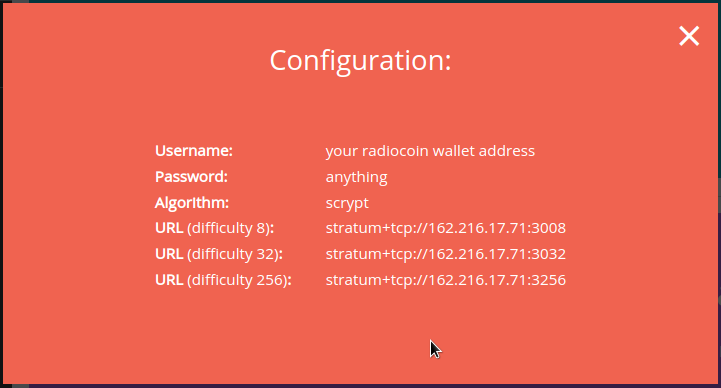 Configuration:
Username: your radiocoin wallet address
Password: anything
Algorithm: scrypt
URL (difficulty 8): stratum+tcp://162.216.17.71:3008
URL (difficulty 32): stratum+tcp://162.216.17.71:3032
URL (difficulty 256): stratum+tcp://162.216.17.71:3256